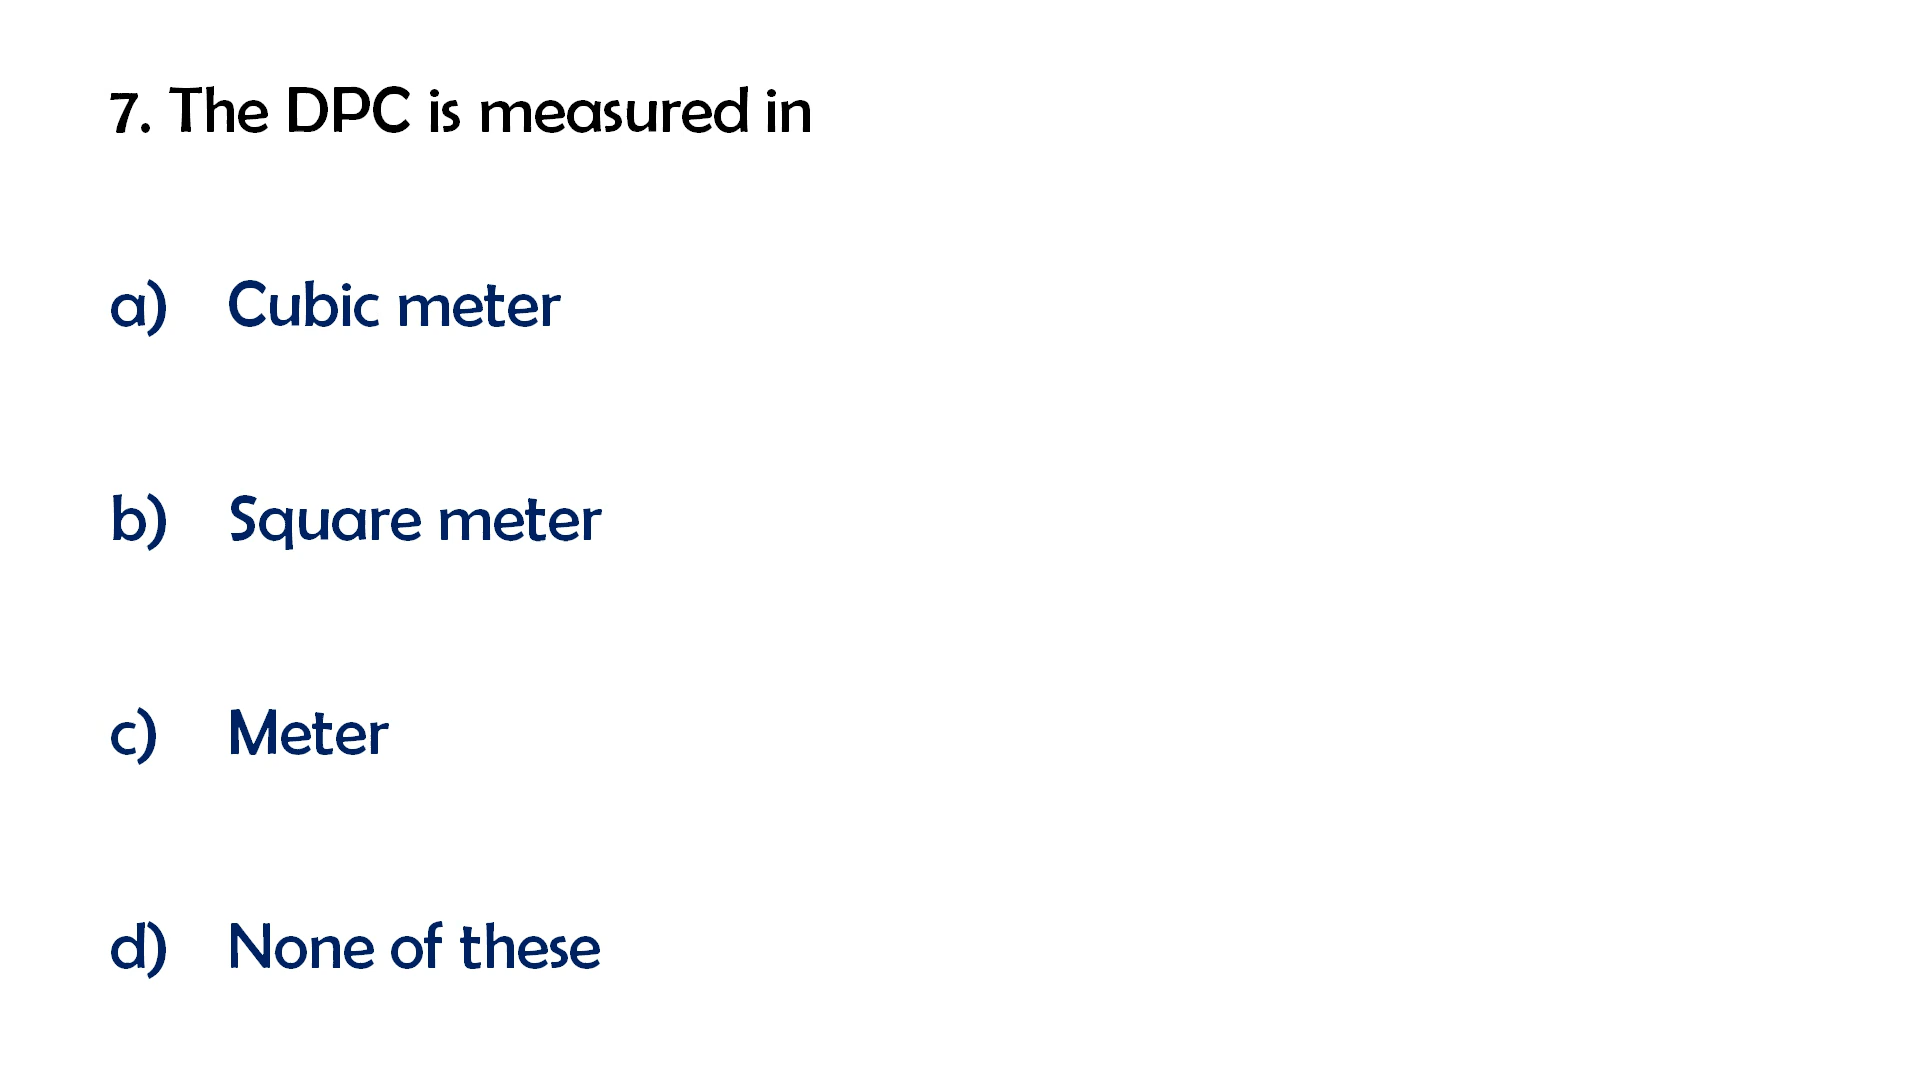 7. The DPC is measured in
a) Cubic meter
b) Square meter
c) Meter
d) None of these